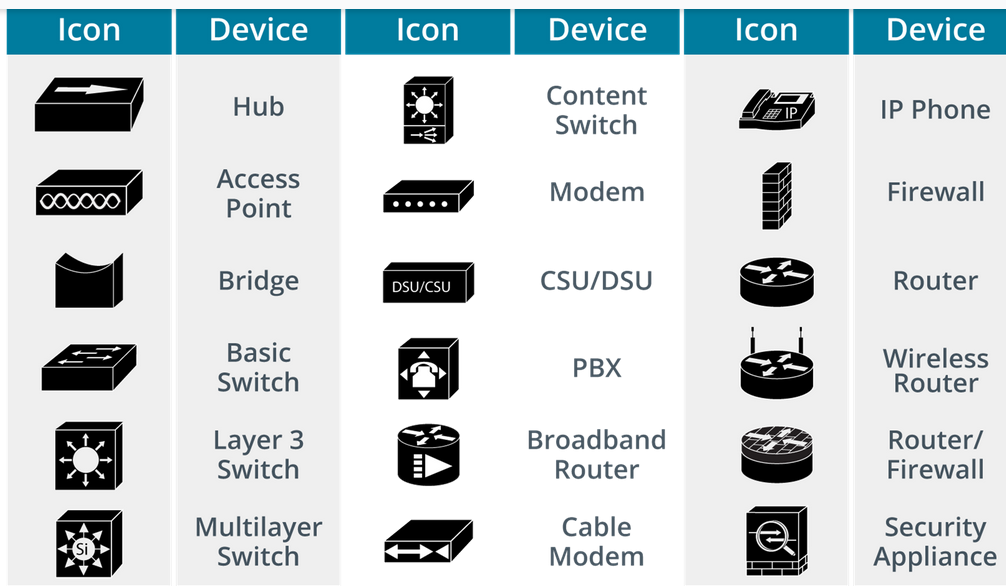 Icon Device Icon Device Icon Device
Hub
Content
Switch
IP
IP Phone
Access
Point
Modem
Firewall
Bridge
DSU/CSU
CSU/DSU
Router
Basic
Switch
PBX
Wireless
Router
Layer 3
Switch
Broadband
Router
Router/
Firewall
Si
Multilayer
Switch
Cable
Modem
Security
Appliance